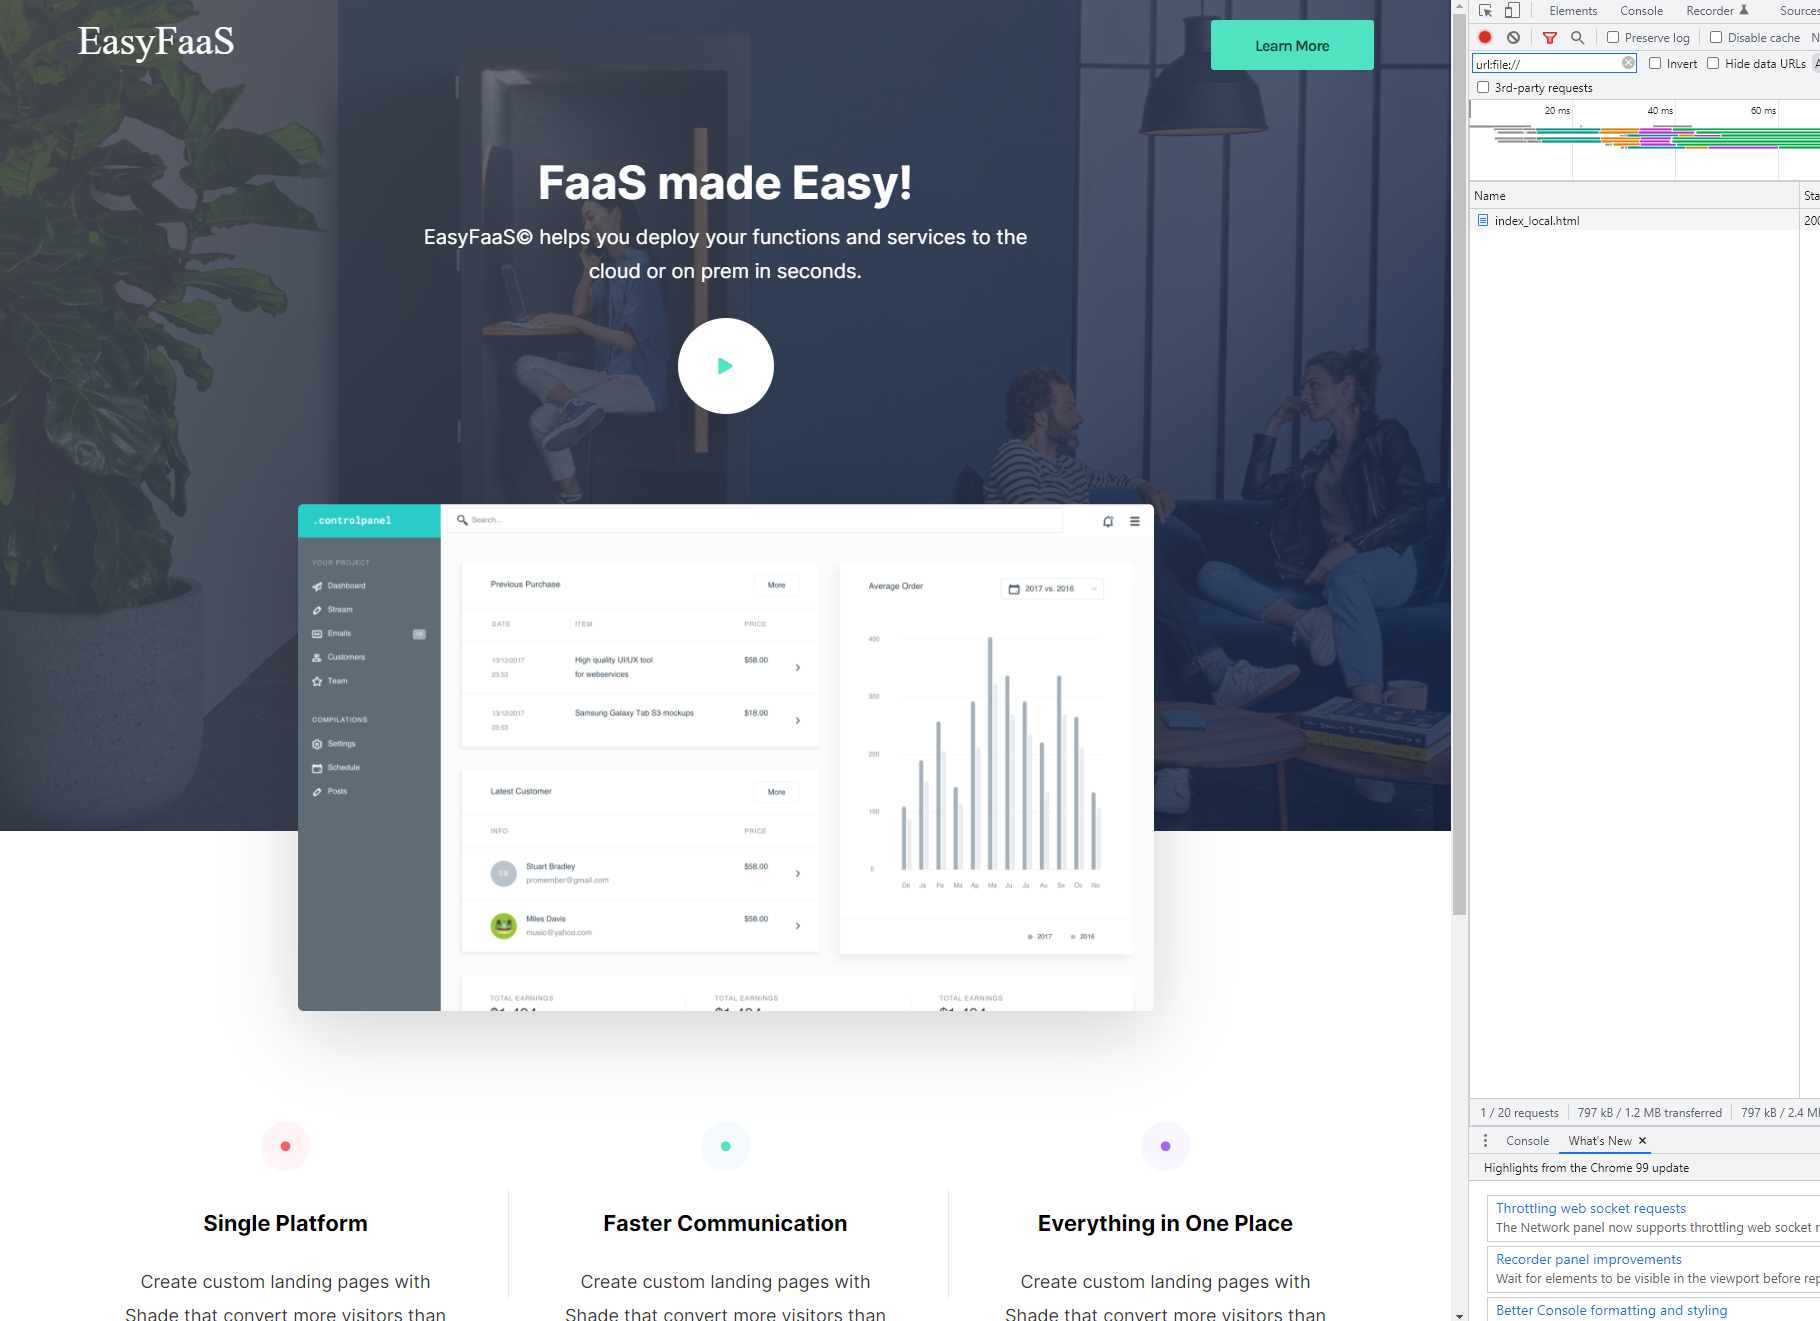 EasyFaaS
Learn More
FaaS made Easy!
EasyFaaS© helps you deploy your functions and services to the
cloud or on prem in seconds.
.controlpanel
Search...
YOUR PROJECT
Dashboard
Stream
Emails
Customers
Team
COMPILATIONS
Settings
Schedule
Posts
Previous Purchase
More
DATE ITEM PRICE
13/12/2017 High quality UI/UX tool $58.00
23:53 for webservices
13/12/2017 Samsung Galaxy Tab S3 mockups $18.00
23:53
Latest Customer
More
INFO PRICE
SB Stuart Bradley $58.00
promember@gmail.com
Miles Davis $58.00
music@yahoo.com
Average Order
2017 vs. 2016
400
300
200
100
0
De Ja Fe Ma Ap Ma Ju Ju Au Se Oc No
2017 2016
TOTAL EARNINGS TOTAL EARNINGS TOTAL EARNINGS
Single Platform
Create custom landing pages with
Shade that convert more visitors than
Faster Communication
Create custom landing pages with
Shade that convert more visitors than
Everything in One Place
Create custom landing pages with
Shade that convert more visitors than
Elements Console Recorder Sources
Preserve log Disable cache N
url:file://
Invert Hide data URLs A
3rd-party requests
20 ms 40 ms 60 ms
Name Sta
index_local.html 200
1 / 20 requests 797 kB / 1.2 MB transferred 797 kB / 2.4 M
Console What's New
Highlights from the Chrome 99 update
Throttling web socket requests
The Network panel now supports throttling web socket r
Recorder panel improvements
Wait for elements to be visible in the viewport before rep
Better Console formatting and styling